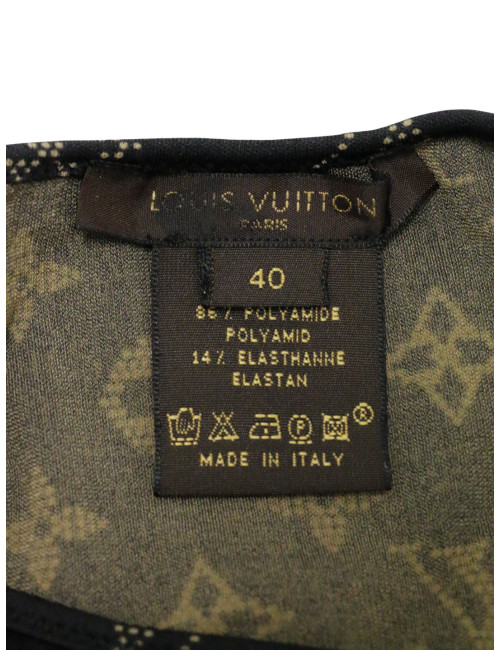 LOUIS VUITTON
PARIS
40
86% POLYAMIDE
POLYAMID
14% ELASTHANNE
ELASTAN
P ®
MADE IN ITALY